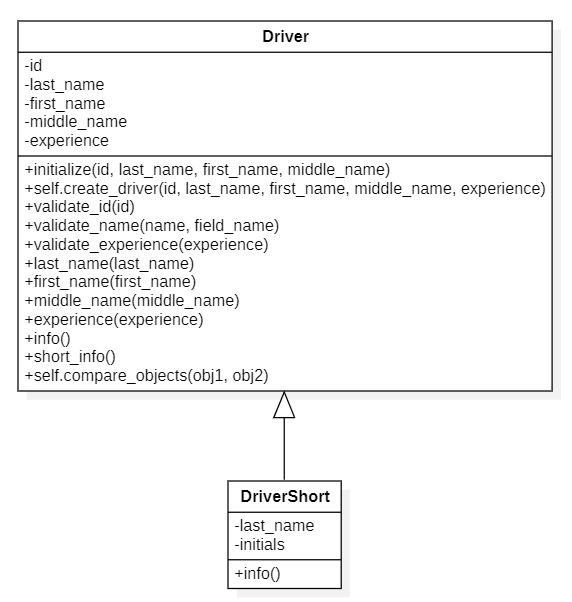 Driver
-id
-last_name
-first_name
-middle_name
-experience
+initialize(id, last_name, first_name, middle_name)
+self.create_driver(id, last_name, first_name, middle_name, experience)
+validate_id(id)
+validate_name(name, field_name)
+validate_experience(experience)
+last_name(last_name)
+first_name(first_name)
+middle_name(middle_name)
+experience(experience)
+info()
+short_info()
+self.compare_objects(obj1, obj2)
DriverShort
-last_name
-initials
+info()